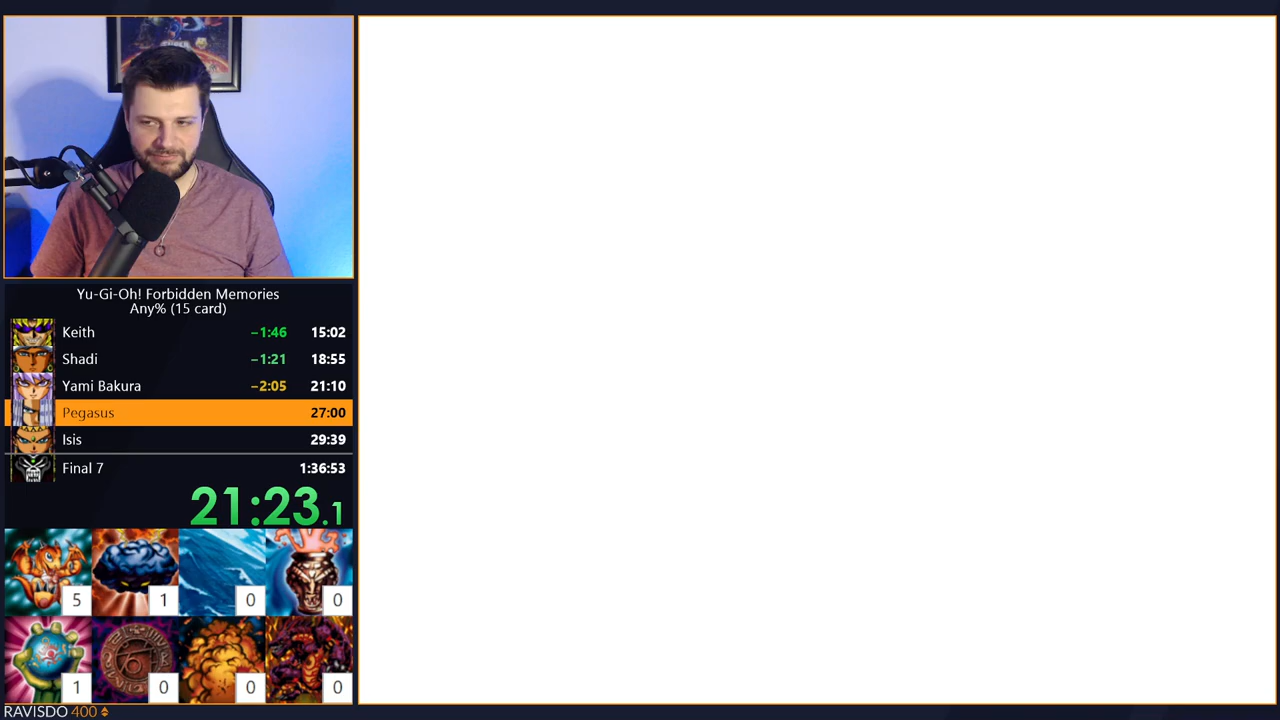 Yu-Gi-Oh! Forbidden Memories
Any% (15 card)
Keith −1:46 15:02
Shadi −1:21 18:55
Yami Bakura −2:05 21:10
Pegasus 27:00
Isis 29:39
Final 7 1:36:53
21:23.1
5 1 0 0
1 0 0 0
RAVISDO 400